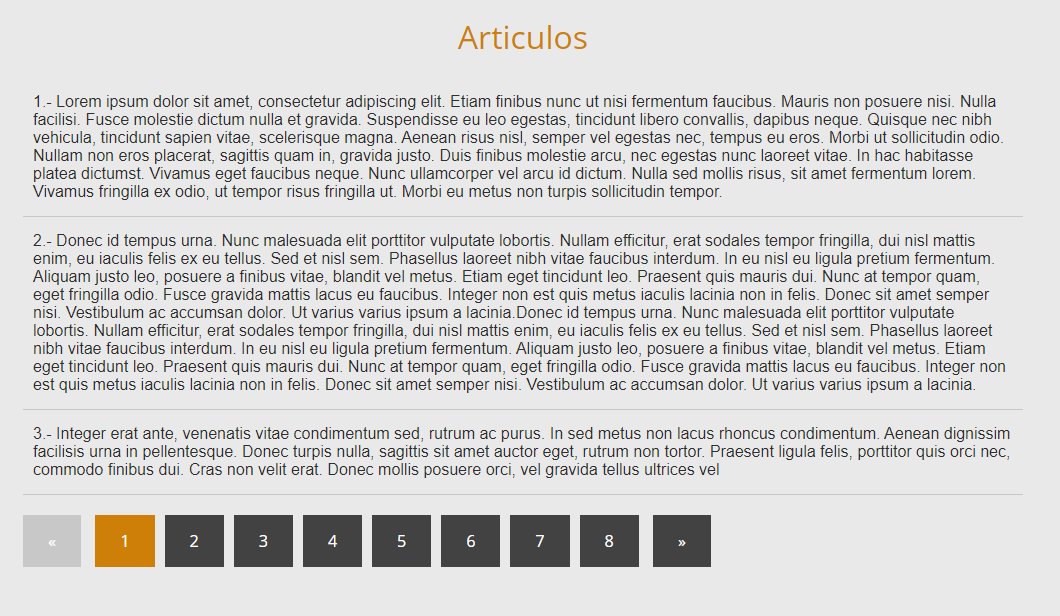 Articulos
1.- Lorem ipsum dolor sit amet, consectetur adipiscing elit. Etiam finibus nunc ut nisi fermentum faucibus. Mauris non posuere nisi. Nulla
facilisi. Fusce molestie dictum nulla et gravida. Suspendisse eu leo egestas, tincidunt libero convallis, dapibus neque. Quisque nec nibh
vehicula, tincidunt sapien vitae, scelerisque magna. Aenean risus nisl, semper vel egestas nec, tempus eu eros. Morbi ut sollicitudin odio.
Nullam non eros placerat, sagittis quam in, gravida justo. Duis finibus molestie arcu, nec egestas nunc laoreet vitae. In hac habitasse
platea dictumst. Vivamus eget faucibus neque. Nunc ullamcorper vel arcu id dictum. Nulla sed mollis risus, sit amet fermentum lorem.
Vivamus fringilla ex odio, ut tempor risus fringilla ut. Morbi eu metus non turpis sollicitudin tempor.
2.- Donec id tempus urna. Nunc malesuada elit porttitor vulputate lobortis. Nullam efficitur, erat sodales tempor fringilla, dui nisl mattis
enim, eu iaculis felis ex eu tellus. Sed et nisl sem. Phasellus laoreet nibh vitae faucibus interdum. In eu nisl eu ligula pretium fermentum.
Aliquam justo leo, posuere a finibus vitae, blandit vel metus. Etiam eget tincidunt leo. Praesent quis mauris dui. Nunc at tempor quam,
eget fringilla odio. Fusce gravida mattis lacus eu faucibus. Integer non est quis metus iaculis lacinia non in felis. Donec sit amet semper
nisi. Vestibulum ac accumsan dolor. Ut varius varius ipsum a lacinia.Donec id tempus urna. Nunc malesuada elit porttitor vulputate
lobortis. Nullam efficitur, erat sodales tempor fringilla, dui nisl mattis enim, eu iaculis felis ex eu tellus. Sed et nisl sem. Phasellus laoreet
nibh vitae faucibus interdum. In eu nisl eu ligula pretium fermentum. Aliquam justo leo, posuere a finibus vitae, blandit vel metus. Etiam
eget tincidunt leo. Praesent quis mauris dui. Nunc at tempor quam, eget fringilla odio. Fusce gravida mattis lacus eu faucibus. Integer non
est quis metus iaculis lacinia non in felis. Donec sit amet semper nisi. Vestibulum ac accumsan dolor. Ut varius varius ipsum a lacinia.
3.- Integer erat ante, venenatis vitae condimentum sed, rutrum ac purus. In sed metus non lacus rhoncus condimentum. Aenean dignissim
facilisis urna in pellentesque. Donec turpis nulla, sagittis sit amet auctor eget, rutrum non tortor. Praesent ligula felis, porttitor quis orci nec,
commodo finibus dui. Cras non velit erat. Donec mollis posuere orci, vel gravida tellus ultrices vel
« 1 2 3 4 5 6 7 8 »